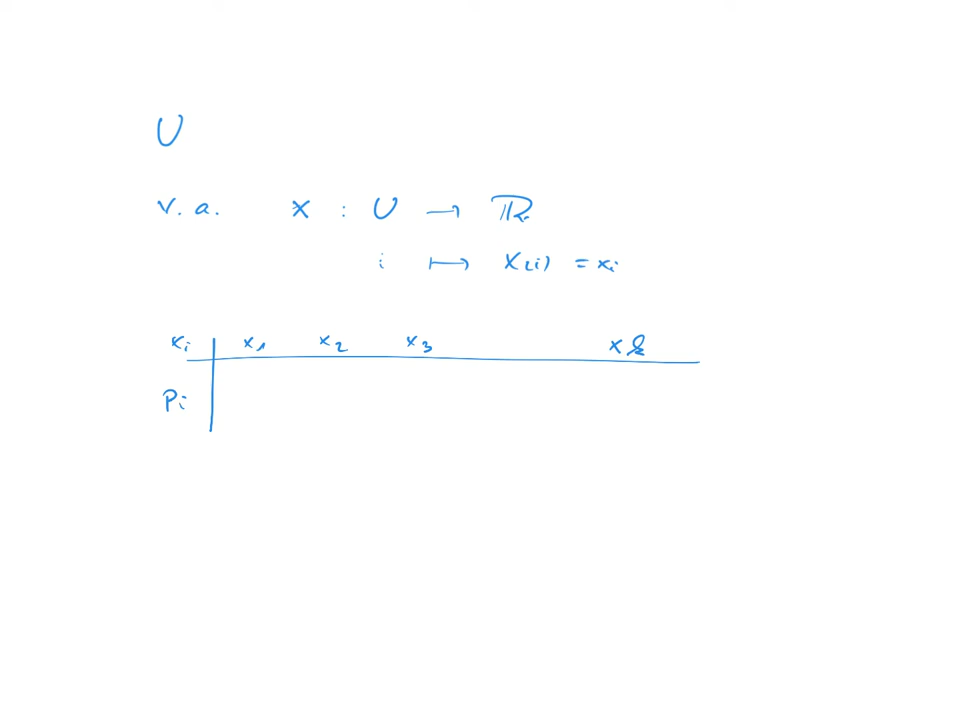 U
v. a. X : U → ℝ
i ⟼ X(i) = xi
xi x1 x2 x3 xk
Pi